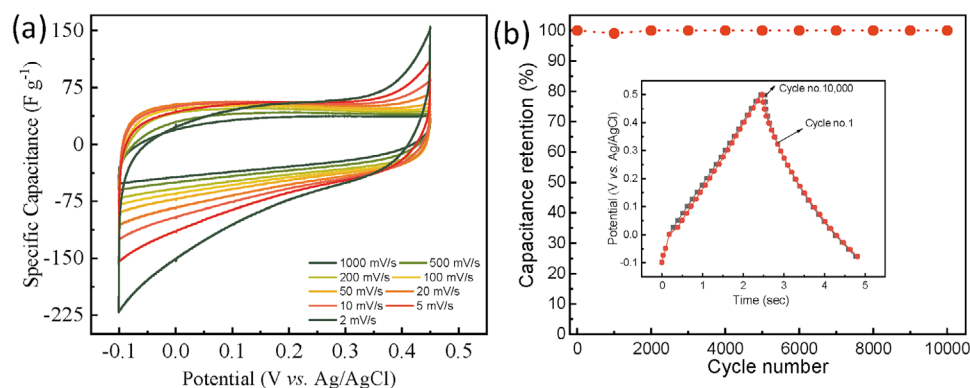 (a)
150
75
0
-75
-150
-225
Specific Capacitance (F g-1)
1000 mV/s 500 mV/s
200 mV/s 100 mV/s
50 mV/s 20 mV/s
10 mV/s 5 mV/s
2 mV/s
-0.1 0.0 0.1 0.2 0.3 0.4 0.5
Potential (V vs. Ag/AgCl)
(b)
100
90
80
70
60
50
40
30
20
10
0
Capacitance retention (%)
0.5
0.4
0.3
0.2
0.1
0.0
-0.1
Potential (V vs. Ag/AgCl)
Cycle no.10,000
Cycle no.1
0 1 2 3 4 5
Time (sec)
0 2000 4000 6000 8000 10000
Cycle number